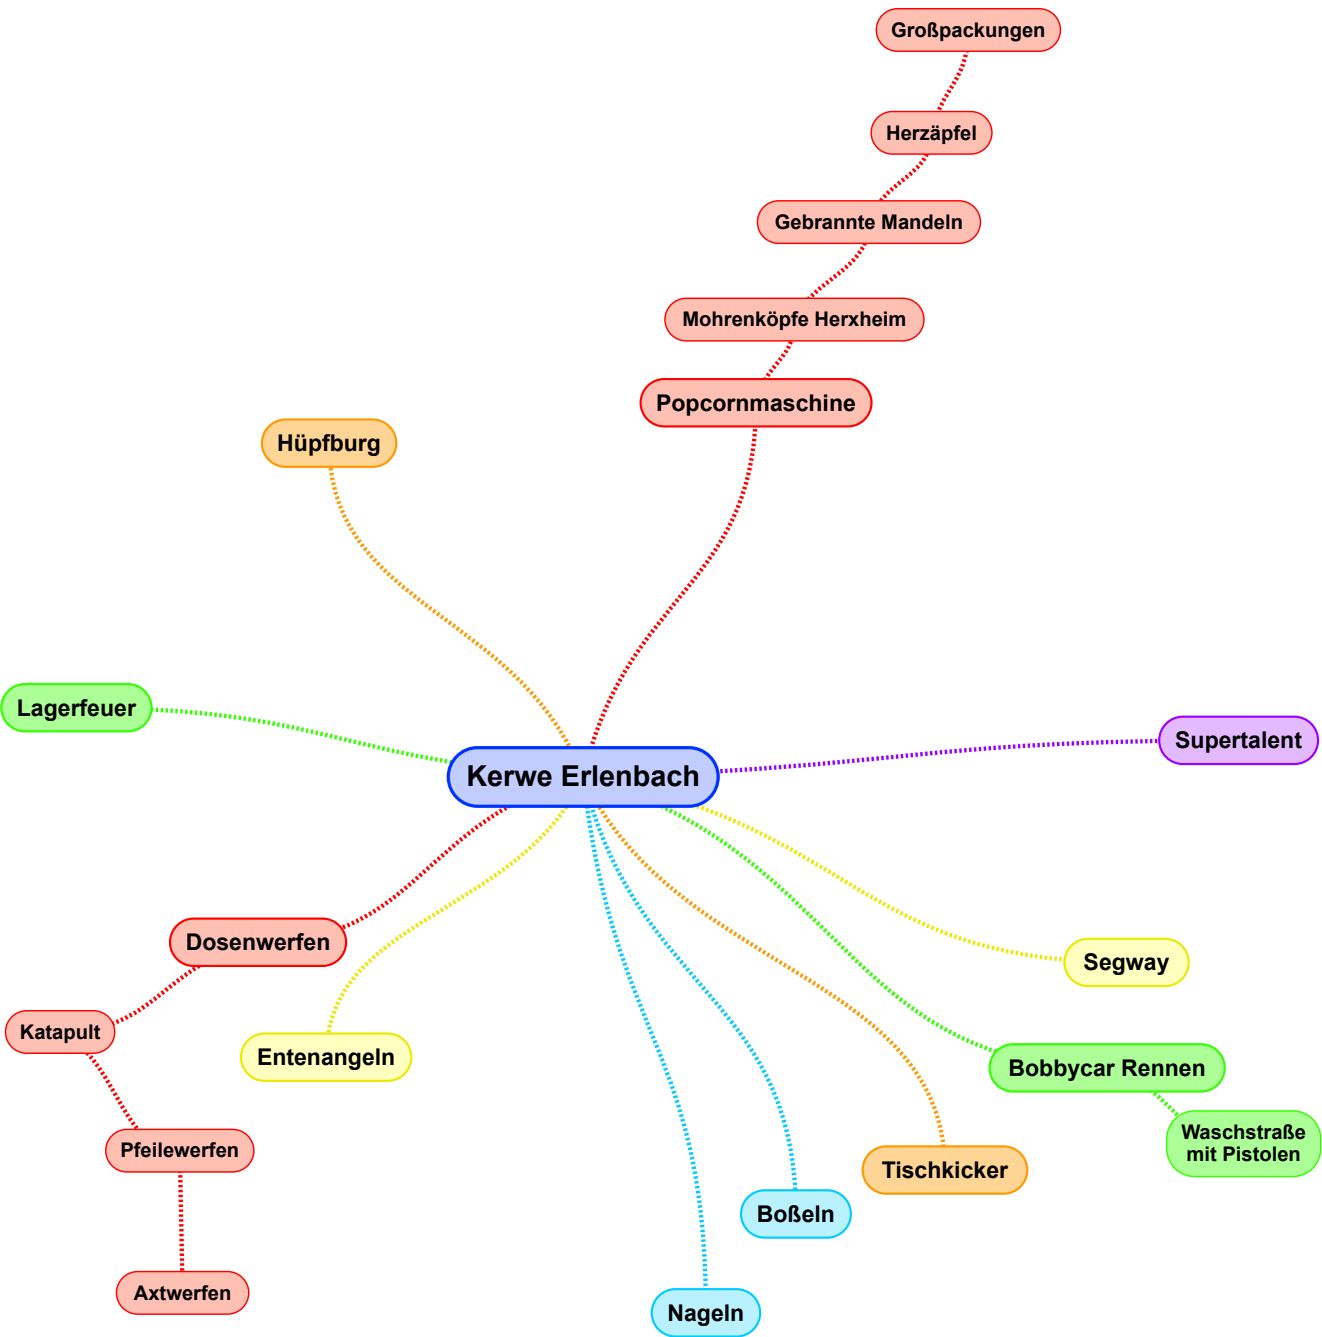 Großpackungen
Herzäpfel
Gebrannte Mandeln
Mohrenköpfe Herxheim
Popcornmaschine
Hüpfburg
Lagerfeuer
Supertalent
Kerwe Erlenbach
Dosenwerfen
Segway
Katapult
Entenangeln
Bobbycar Rennen
Waschstraße
mit Pistolen
Pfeilewerfen
Tischkicker
Boßeln
Axtwerfen
Nageln